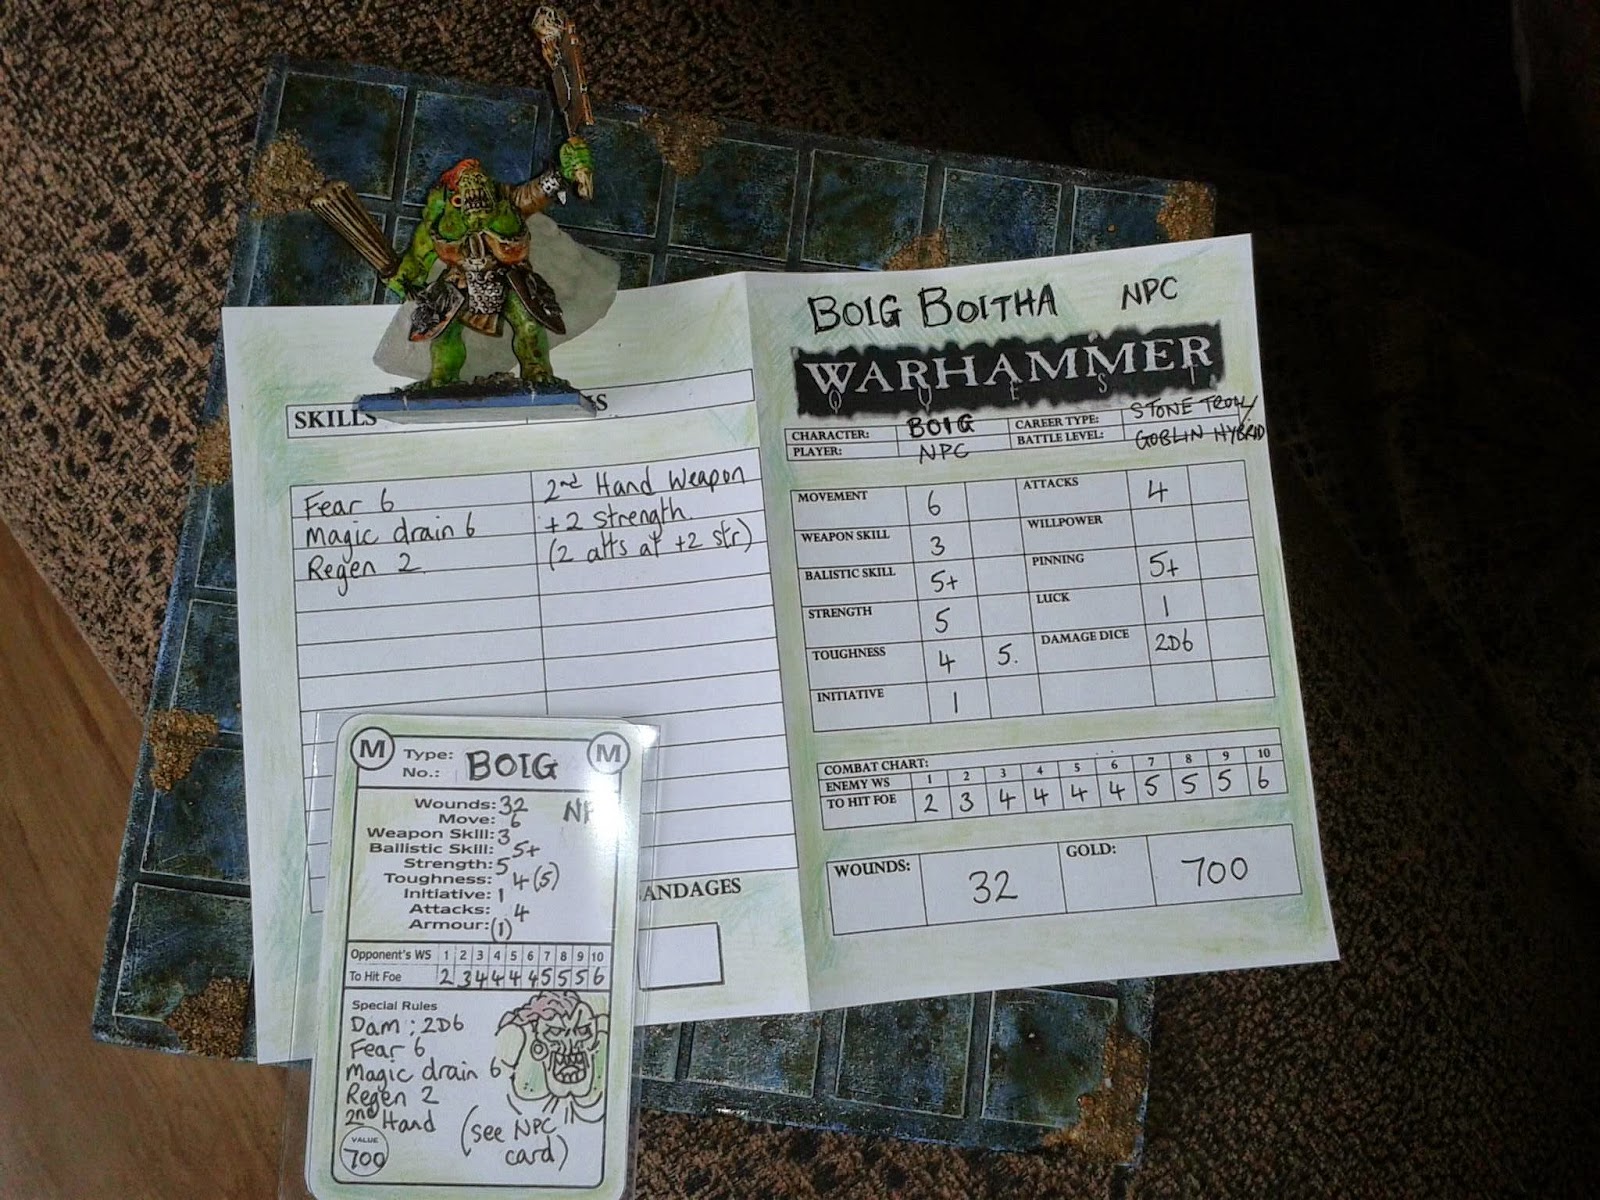 BOIG BOITHA NPC
WARHAMMER
QUEST
CHARACTER: BOIG CAREER TYPE: STONE TROLL/
PLAYER: NPC BATTLE LEVEL: GOBLIN HYBRID
MOVEMENT 6 ATTACKS 4
WEAPON SKILL 3 WILLPOWER
BALISTIC SKILL 5+ PINNING 5+
STRENGTH 5 LUCK 1
TOUGHNESS 4 5. DAMAGE DICE 2D6
INITIATIVE 1
COMBAT CHART:
ENEMY WS 1 2 3 4 5 6 7 8 9 10
TO HIT FOE 2 3 4 4 4 4 5 5 5 6
WOUNDS: 32 GOLD: 700
SKILLS
Fear 6 2nd Hand Weapon
Magic drain 6 +2 strength.
Regen 2 (2 atts at +2 str)
ANDAGES
M Type: BOIG M
No.:
Wounds: 32 NP
Move: 6
Weapon Skill: 3
Ballistic Skill: 5+
Strength: 5
Toughness: 4(5)
Initiative: 1
Attacks: 4
Armour: (1)
Opponent's WS 1 2 3 4 5 6 7 8 9 10
To Hit Foe 2 3 4 4 4 4 5 5 5 6
Special Rules
Dam; 2D6
Fear 6
Magic drain 6
Regen 2
2nd Hand
(see NPC
card)
VALUE
700